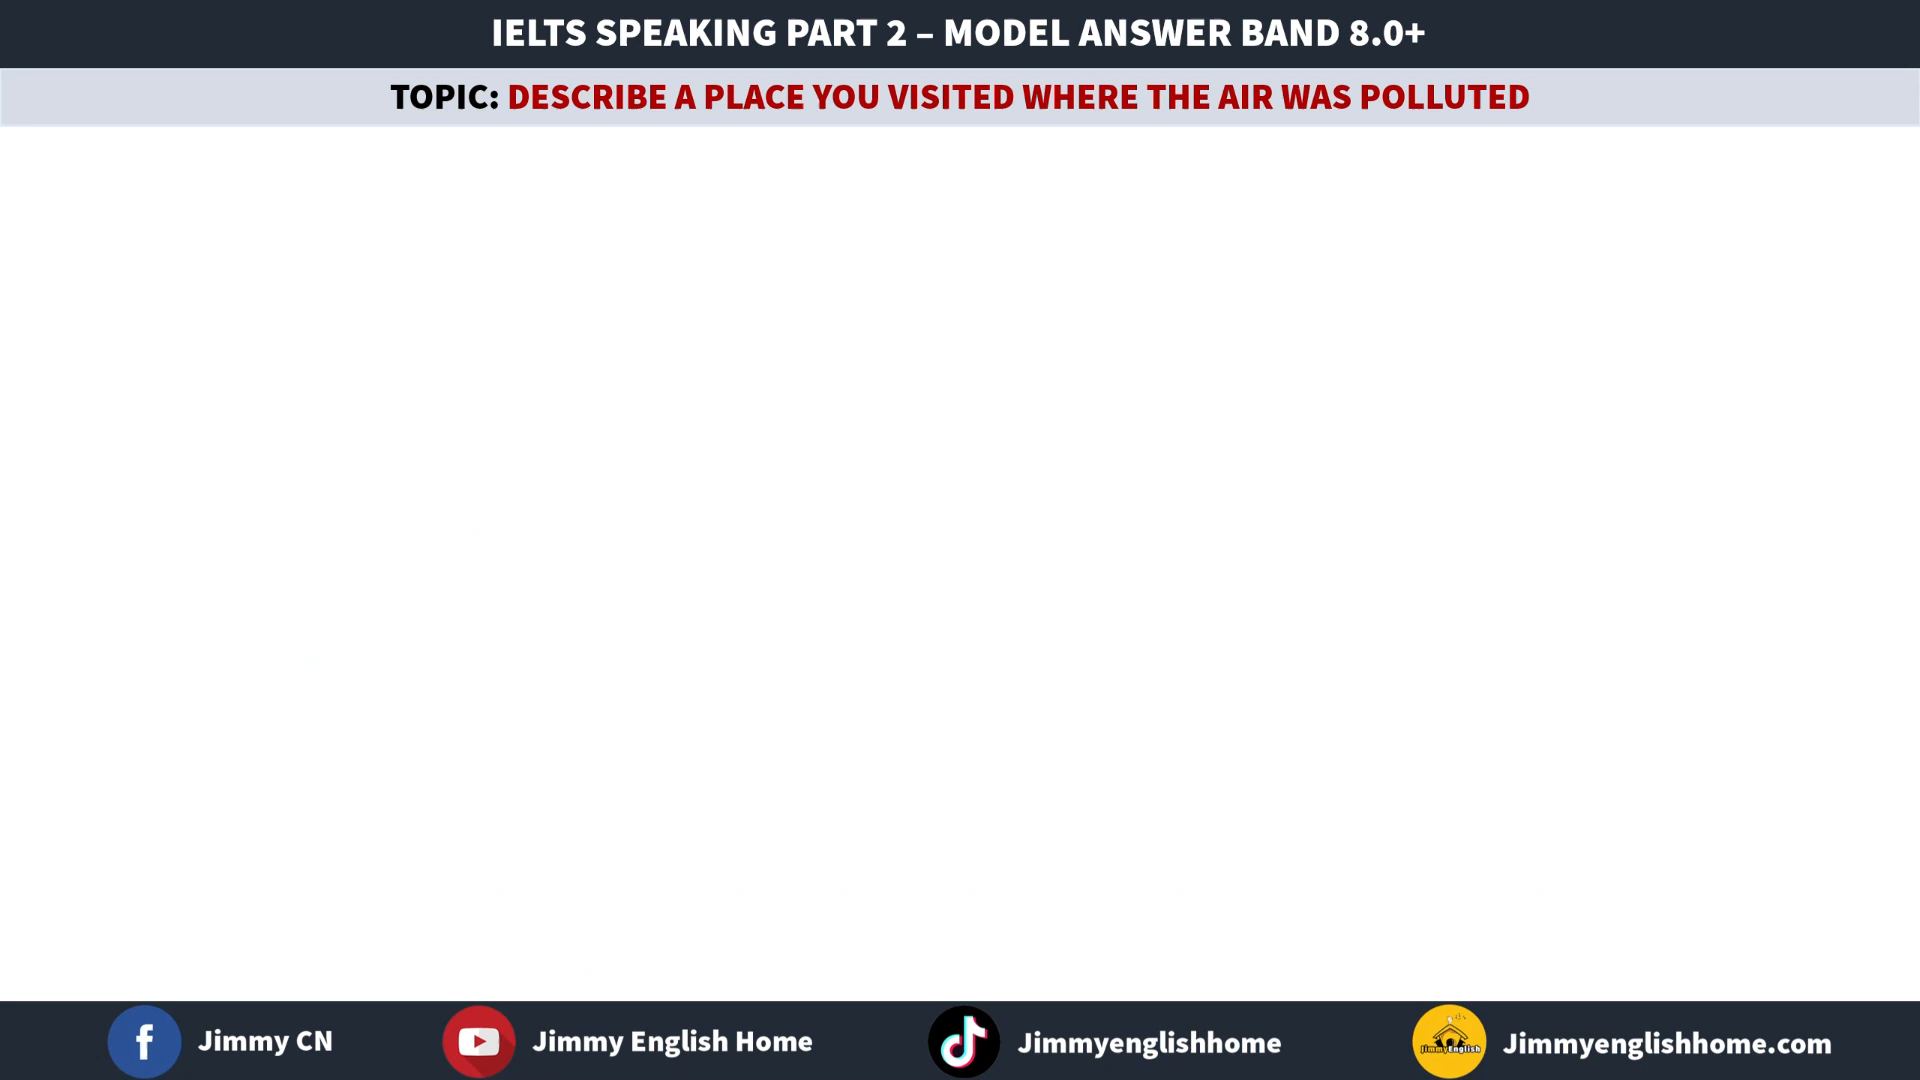 IELTS SPEAKING PART 2 – MODEL ANSWER BAND 8.0+
TOPIC: DESCRIBE A PLACE YOU VISITED WHERE THE AIR WAS POLLUTED
Jimmy CN
Jimmy English Home
Jimmyenglishhome
JimmyEnglish
Jimmyenglishhome.com